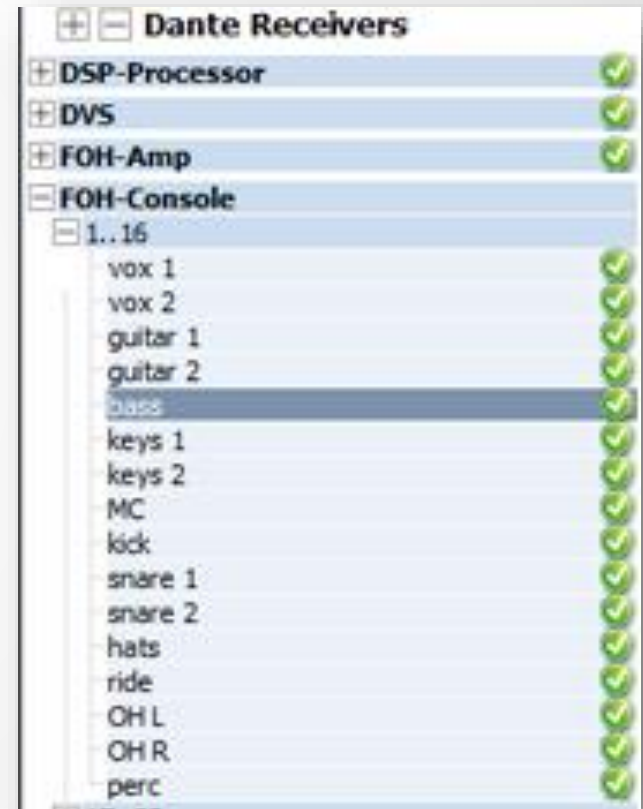 Dante Receivers
DSP-Processor
DVS
FOH-Amp
FOH-Console
1..16
vox 1
vox 2
guitar 1
guitar 2
bass
keys 1
keys 2
MC
kick
snare 1
snare 2
hats
ride
OH L
OH R
perc